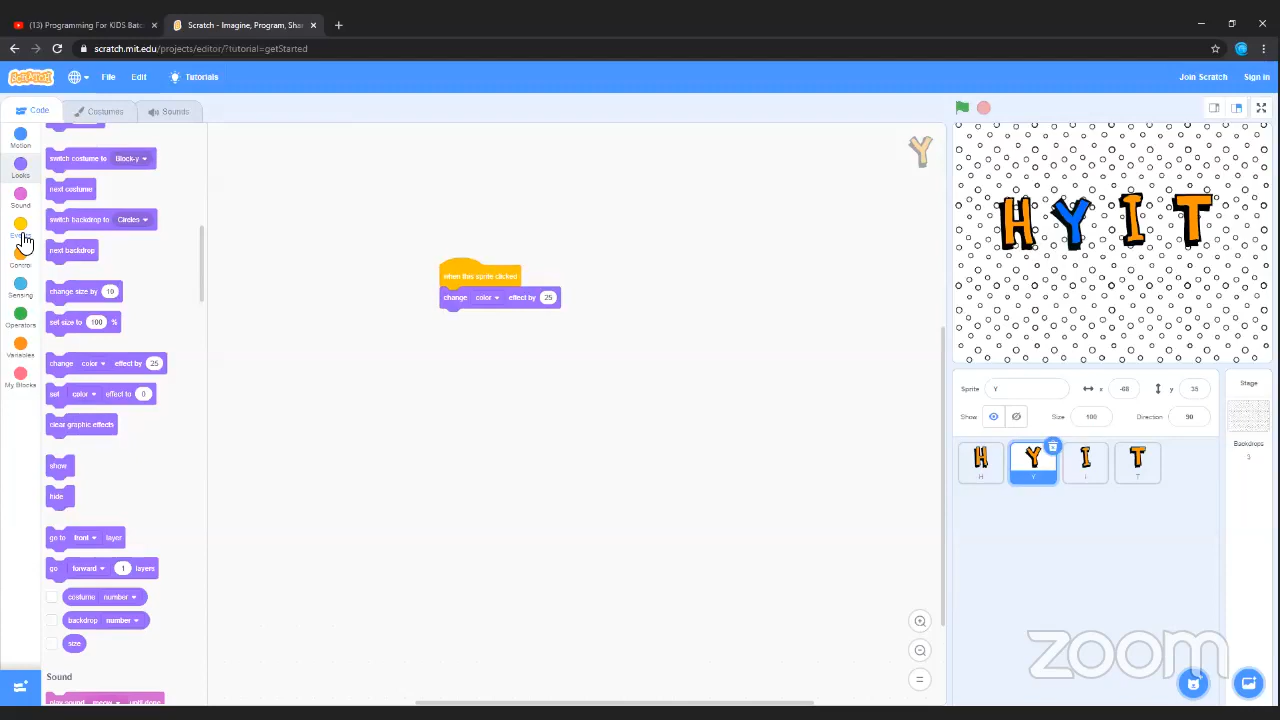 (13) Programming For KIDS Batc
Scratch - Imagine, Program, Sha
scratch.mit.edu/projects/editor/?tutorial=getStarted
SCRATCH
File
Edit
Tutorials
Join Scratch
Sign in
Code
Costumes
Sounds
Motion
Looks
Sound
Control
Sensing
Operators
Variables
My Blocks
switch costume to Block-y
next costume
switch backdrop to Circles
next backdrop
change size by 10
set size to 100 %
change color effect by 25
set color effect to 0
clear graphic effects
show
hide
go to front layer
go forward 1 layers
costume number
backdrop number
size
Sound
when this sprite clicked
change color effect by 25
Y
H Y I T
Sprite Y x -68 y 35
Show Size 100 Direction 90
H Y I T
H Y I T
Stage
Backdrops
3
zoom